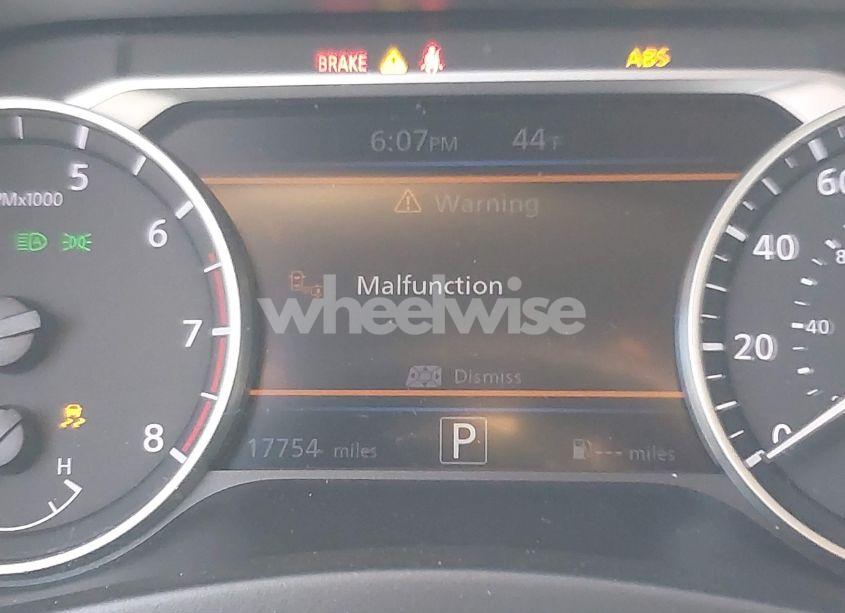 BRAKE
ABS
6:07PM 44°F
Warning
Malfunction
wheelwise
Dismiss
17754 miles
P
--- miles
5
6
7
8
H
60
40
20
0
40